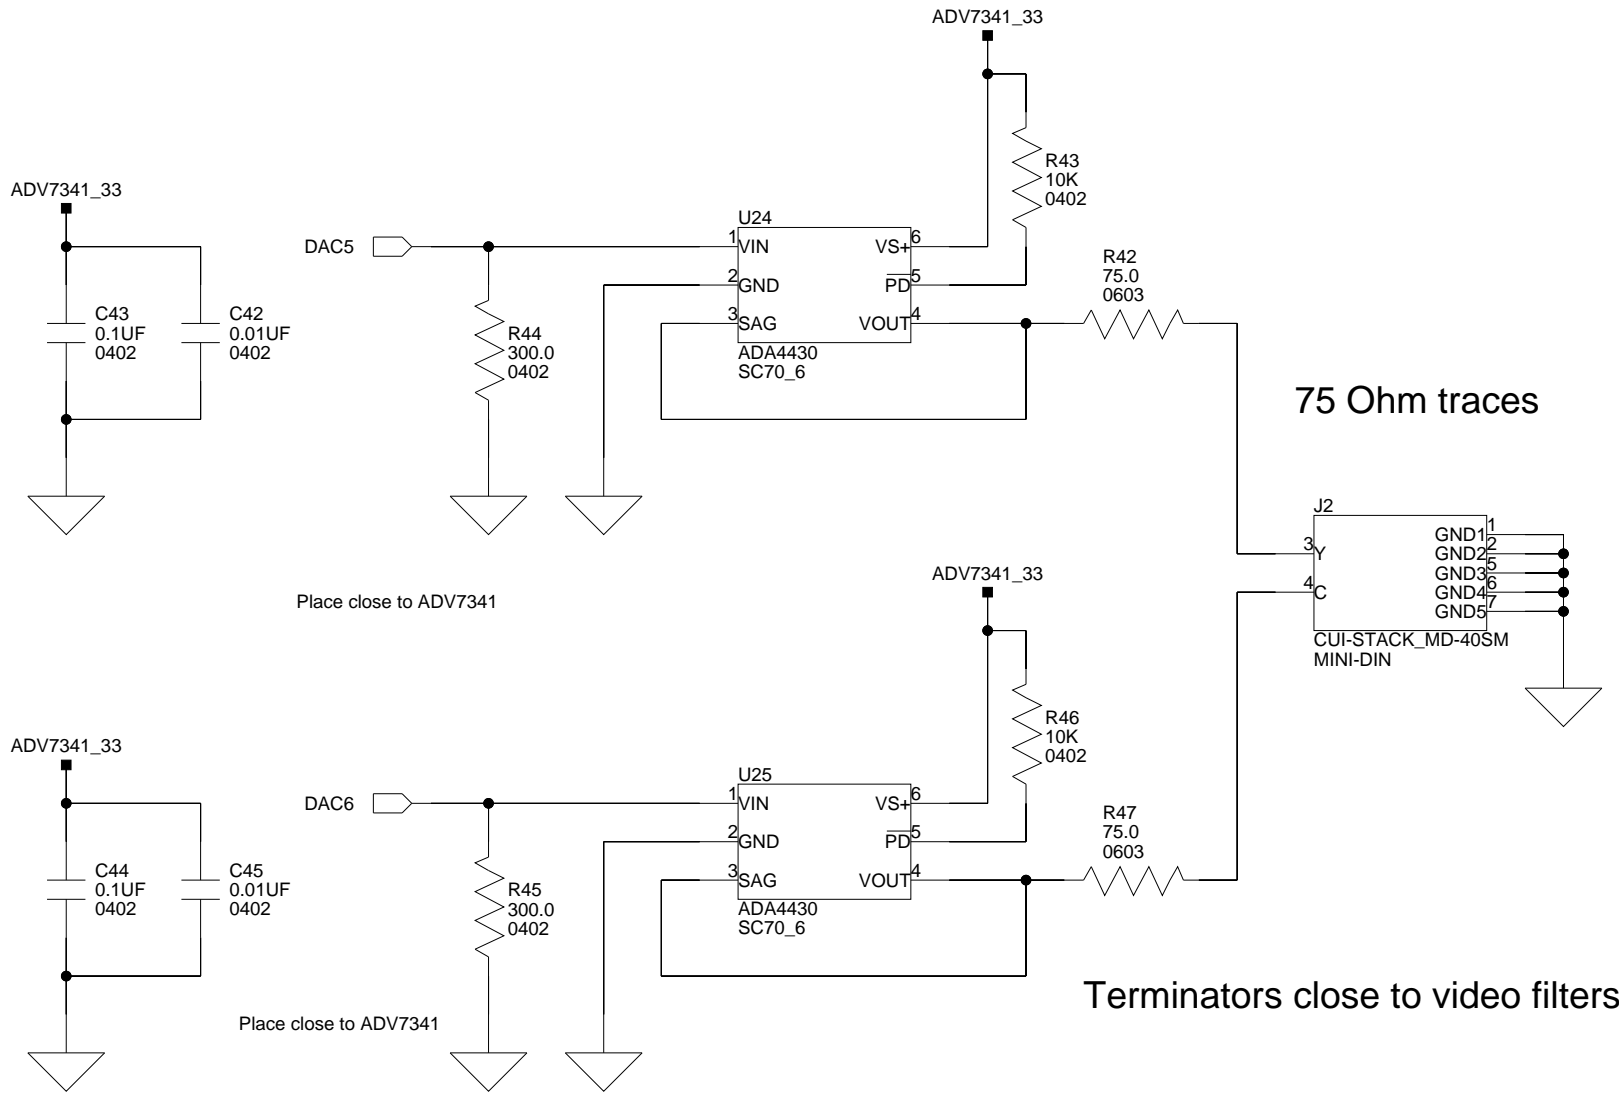 ADV7341_33
R43
10K
0402
ADV7341_33
C43
0.1UF
0402
C42
0.01UF
0402
DAC5
R44
300.0
0402
U24
1
VIN
2
GND
3
SAG
VS+
6
PD
5
VOUT
4
ADA4430
SC70_6
R42
75.0
0603
75 Ohm traces
J2
3
Y
4
C
GND1
1
GND2
2
GND3
5
GND4
6
GND5
7
CUI-STACK_MD-40SM
MINI-DIN
Place close to ADV7341
ADV7341_33
R46
10K
0402
ADV7341_33
C44
0.1UF
0402
C45
0.01UF
0402
DAC6
R45
300.0
0402
U25
1
VIN
2
GND
3
SAG
VS+
6
PD
5
VOUT
4
ADA4430
SC70_6
R47
75.0
0603
Terminators close to video filters
Place close to ADV7341